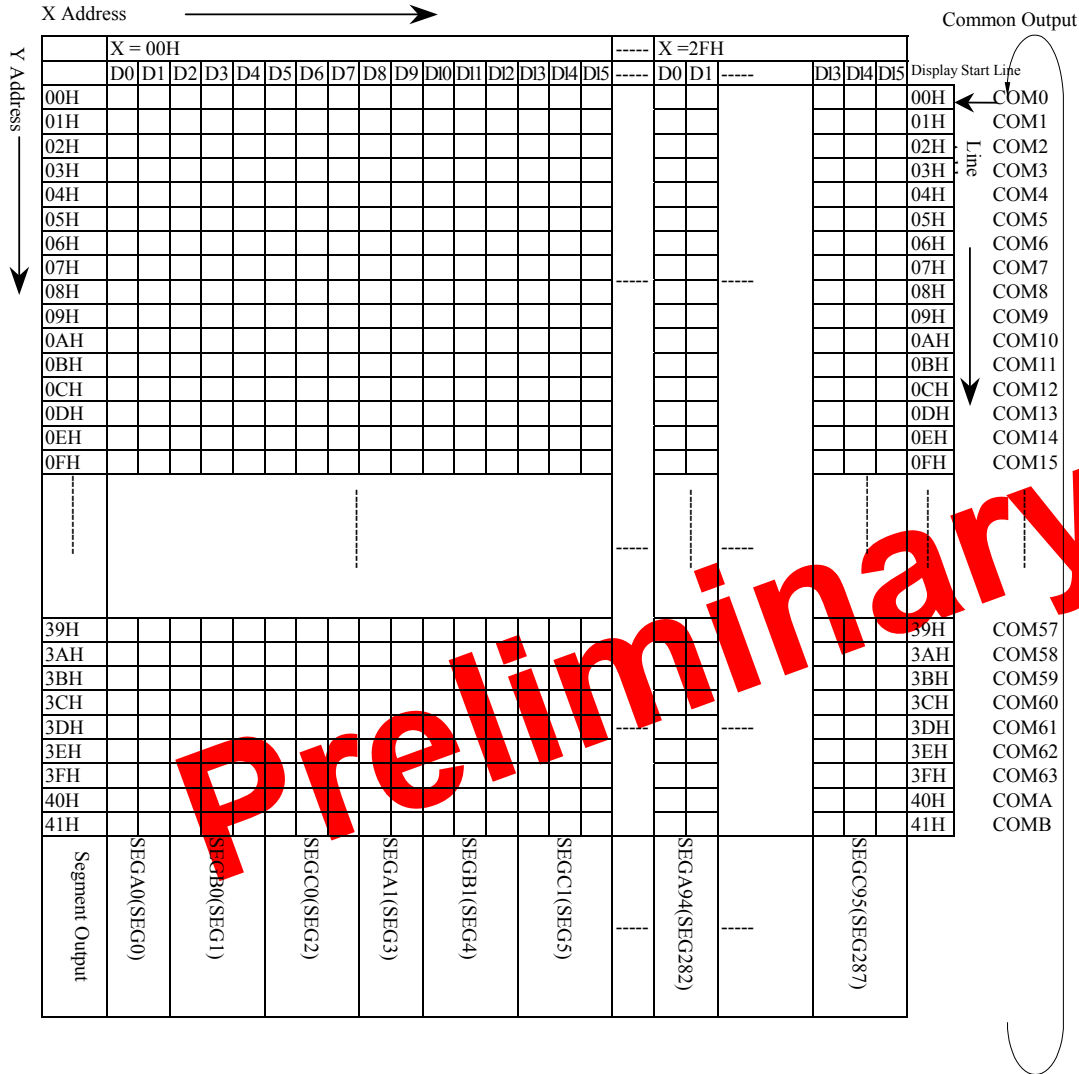 X Address
Common Output
Y Address
X = 00H ----- X =2FH
D0 D1 D2 D3 D4 D5 D6 D7 D8 D9 D10 D11 D12 D13 D14 D15 ----- D0 D1 ----- D13 D14 D15 Display Start Line
00H 00H COM0
01H 01H COM1
02H 02H COM2
03H 03H COM3
Line
04H 04H COM4
05H 05H COM5
06H 06H COM6
07H 07H COM7
----- -----
08H 08H COM8
09H 09H COM9
0AH 0AH COM10
0BH 0BH COM11
0CH 0CH COM12
0DH 0DH COM13
0EH 0EH COM14
0FH 0FH COM15
----- -----
39H 39H COM57
3AH 3AH COM58
3BH 3BH COM59
3CH 3CH COM60
3DH ----- ----- 3DH COM61
3EH 3EH COM62
3FH 3FH COM63
40H 40H COMA
41H 41H COMB
Segment Output
SEGA0(SEG0)
SEGB0(SEG1)
SEGC0(SEG2)
SEGA1(SEG3)
SEGB1(SEG4)
SEGC1(SEG5)
-----
SEGA94(SEG282)
-----
SEGC95(SEG287)
Preliminary